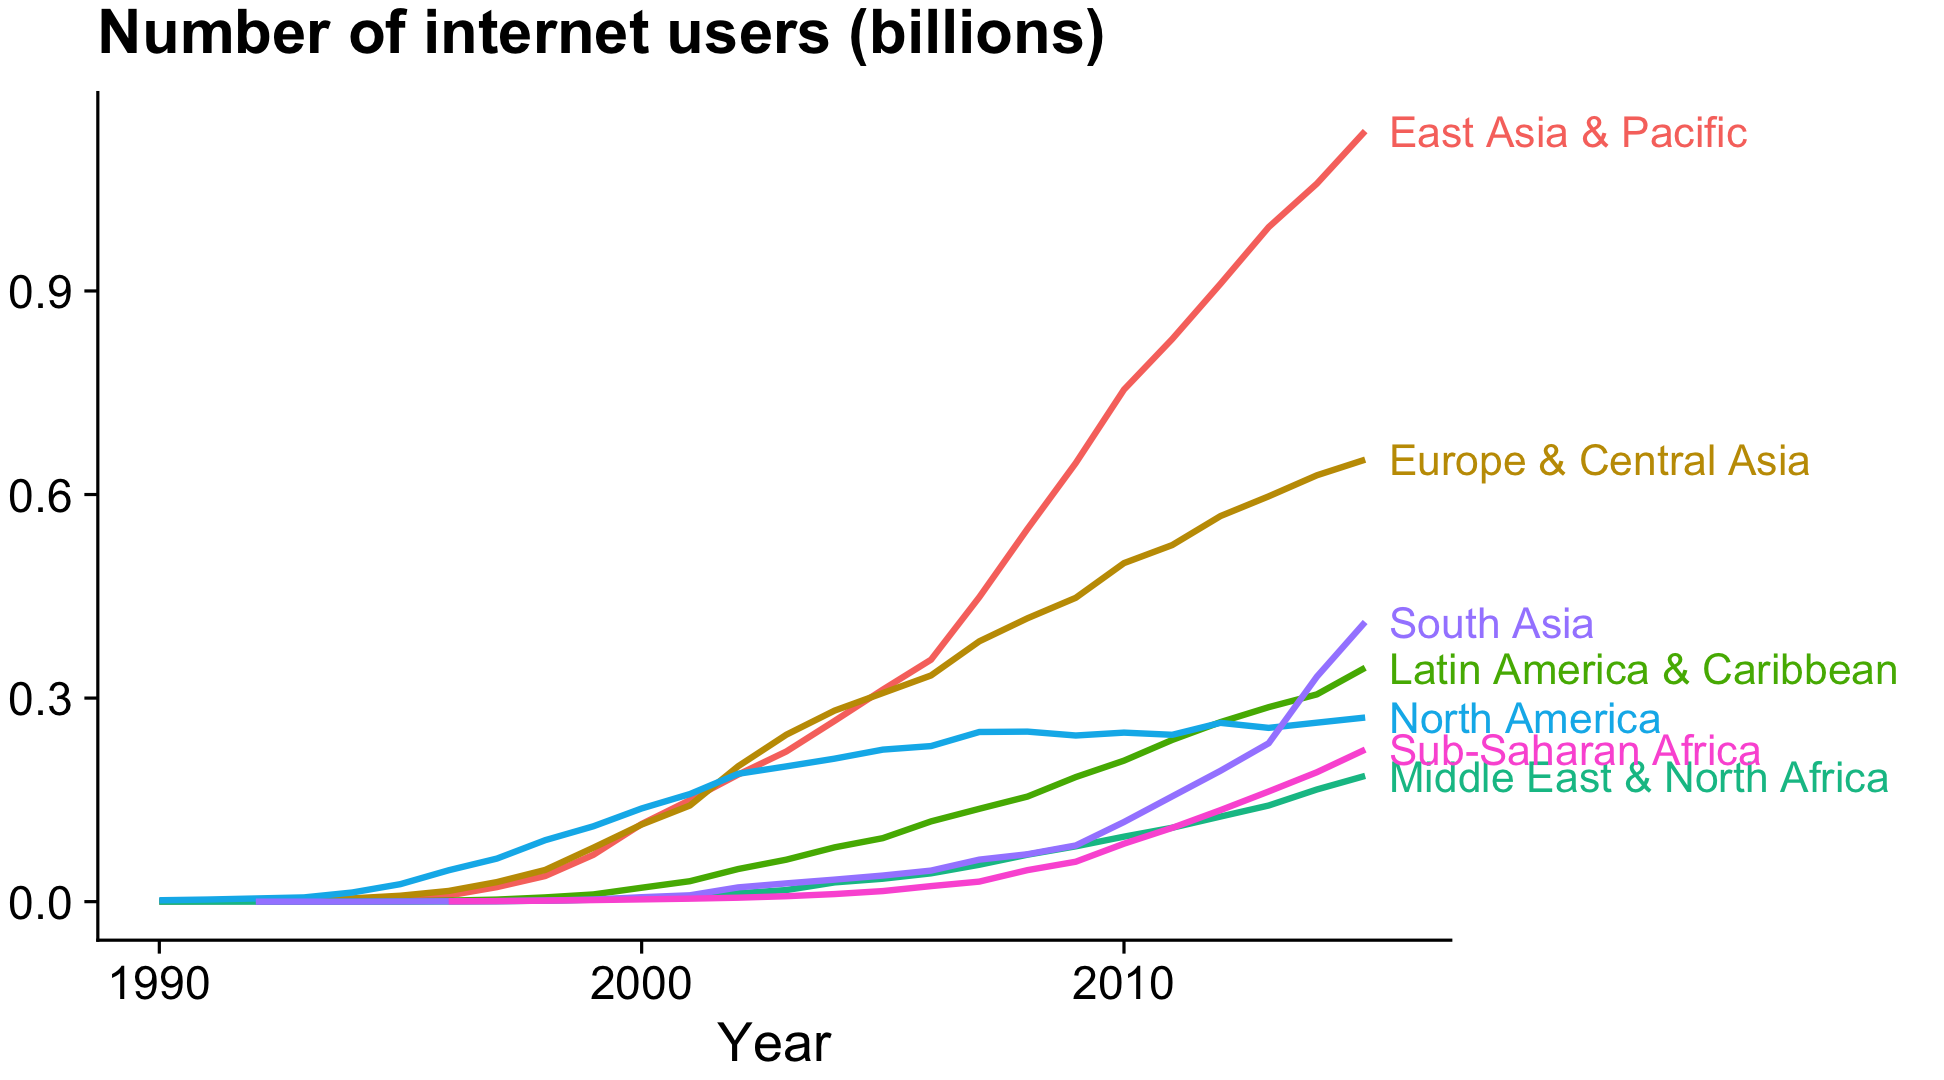 Number of internet users (billions)
East Asia & Pacific
0.9
Europe & Central Asia
0.6
South Asia
Latin America & Caribbean
0.3
North America
Sub-Saharan Africa
Middle East & North Africa
0.0
1990 2000 2010
Year